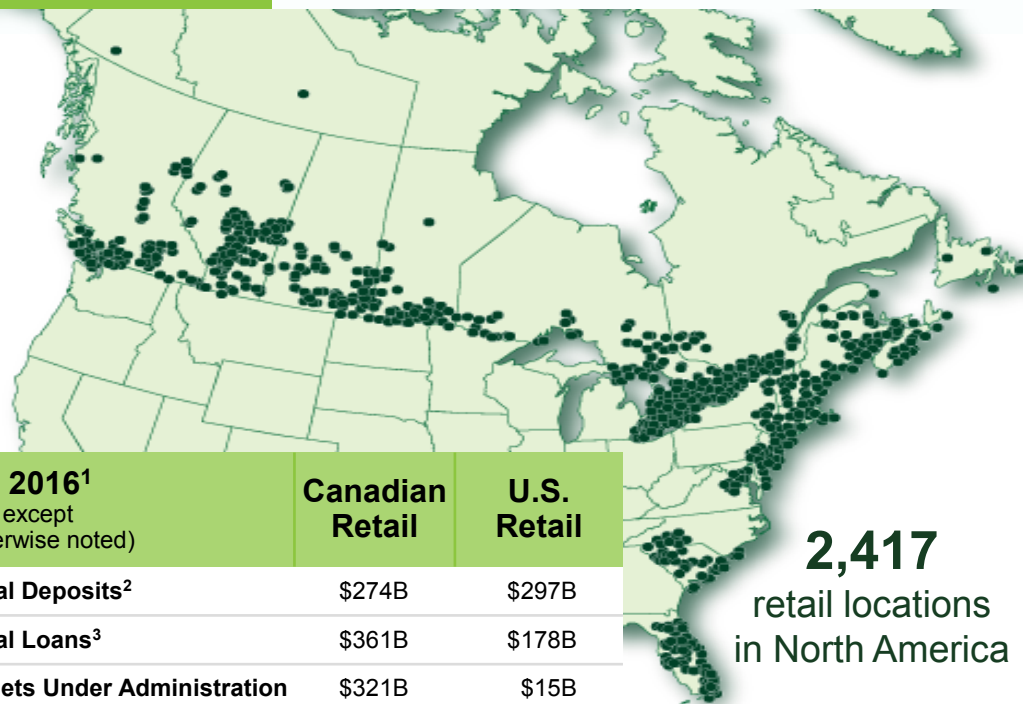 2016¹
Canadian Retail
U.S. Retail
except
erwise noted)
al Deposits² $274B $297B
al Loans³ $361B $178B
ets Under Administration $321B $15B
2,417
retail locations
in North America